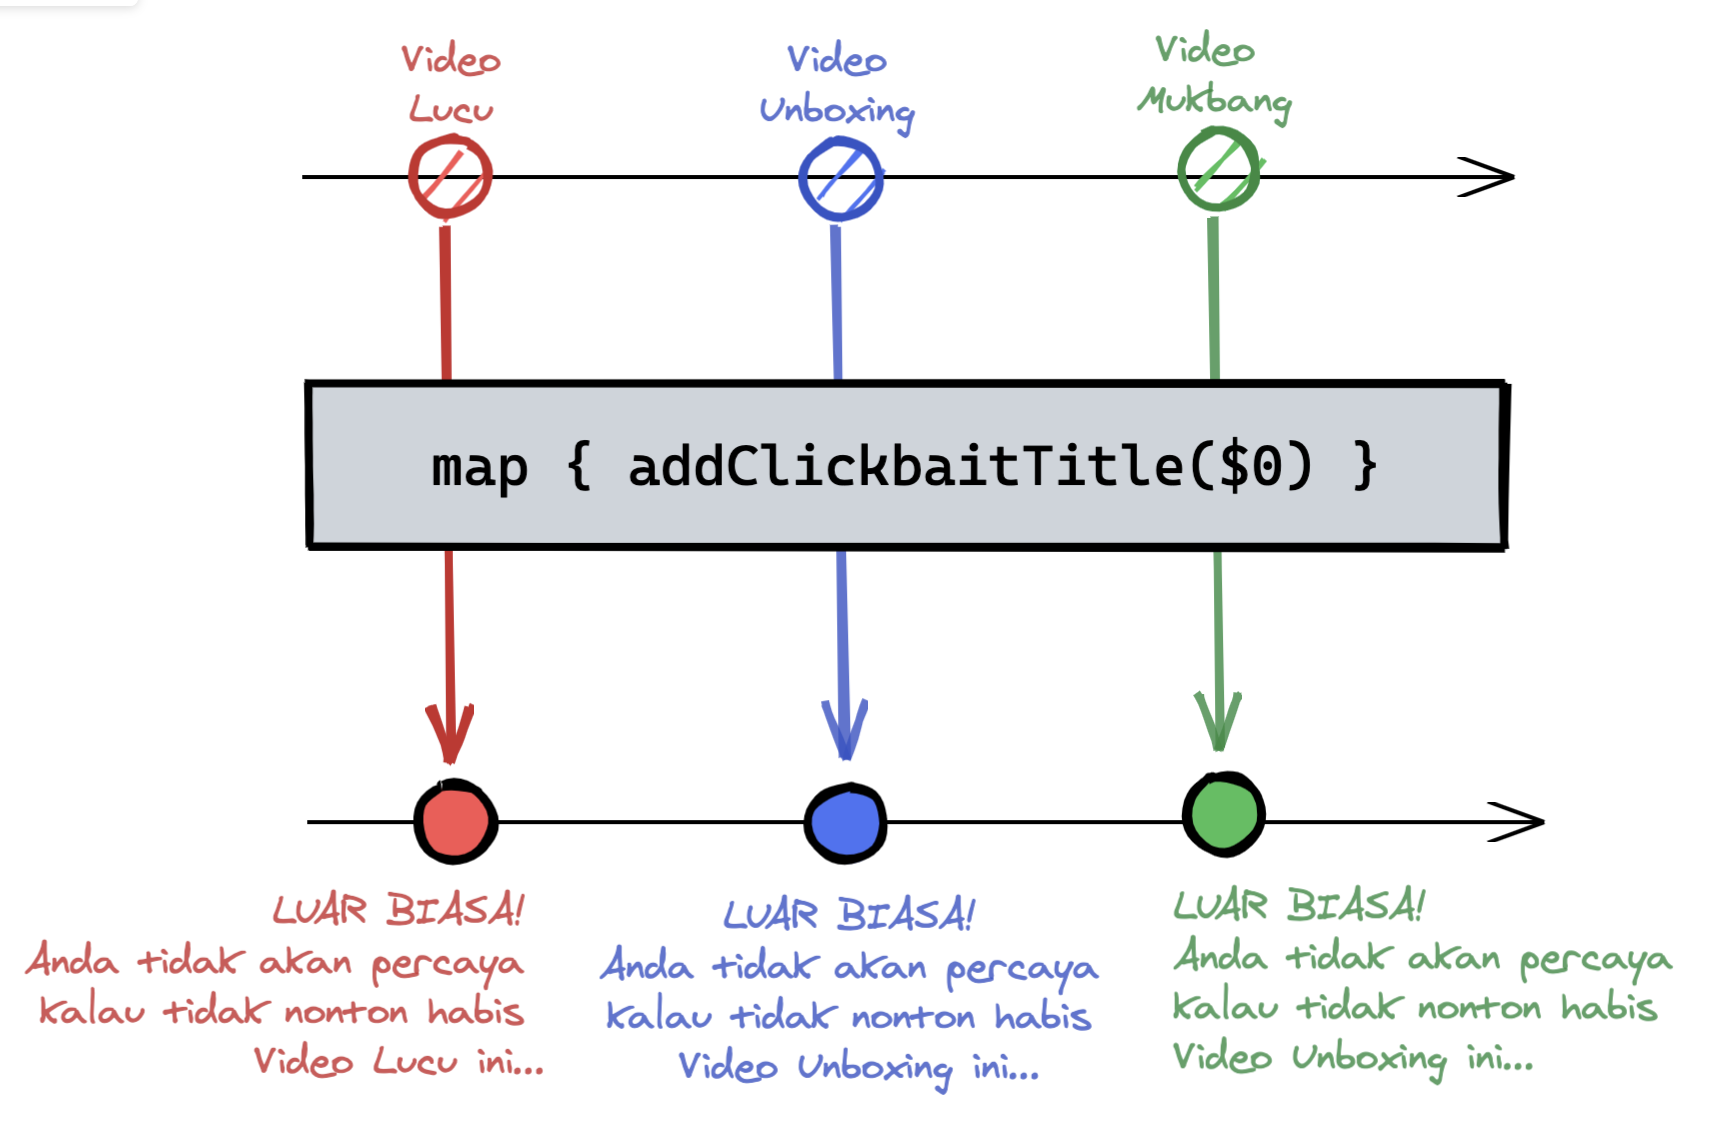 Video
Lucu
Video
Unboxing
Video
Mukbang
map { addClickbaitTitle($0) }
LUAR BIASA!
Anda tidak akan percaya
kalau tidak nonton habis
Video Lucu ini...
LUAR BIASA!
Anda tidak akan percaya
kalau tidak nonton habis
Video Unboxing ini...
LUAR BIASA!
Anda tidak akan percaya
kalau tidak nonton habis
Video Unboxing ini...